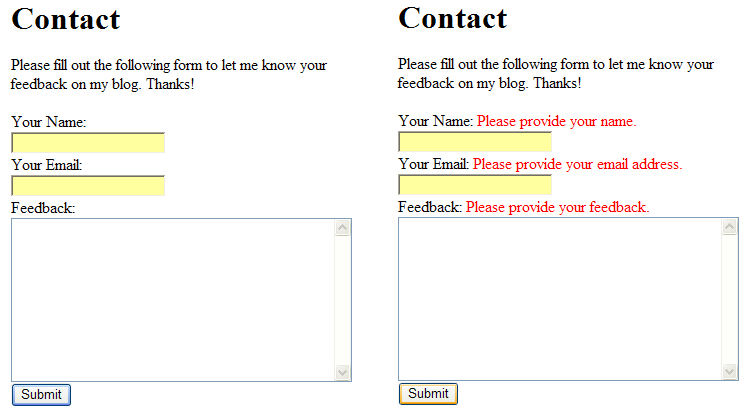 Contact
Please fill out the following form to let me know your
feedback on my blog. Thanks!
Your Name:
Your Email:
Feedback:
Submit
Contact
Please fill out the following form to let me know your
feedback on my blog. Thanks!
Your Name: Please provide your name.
Your Email: Please provide your email address.
Feedback: Please provide your feedback.
Submit